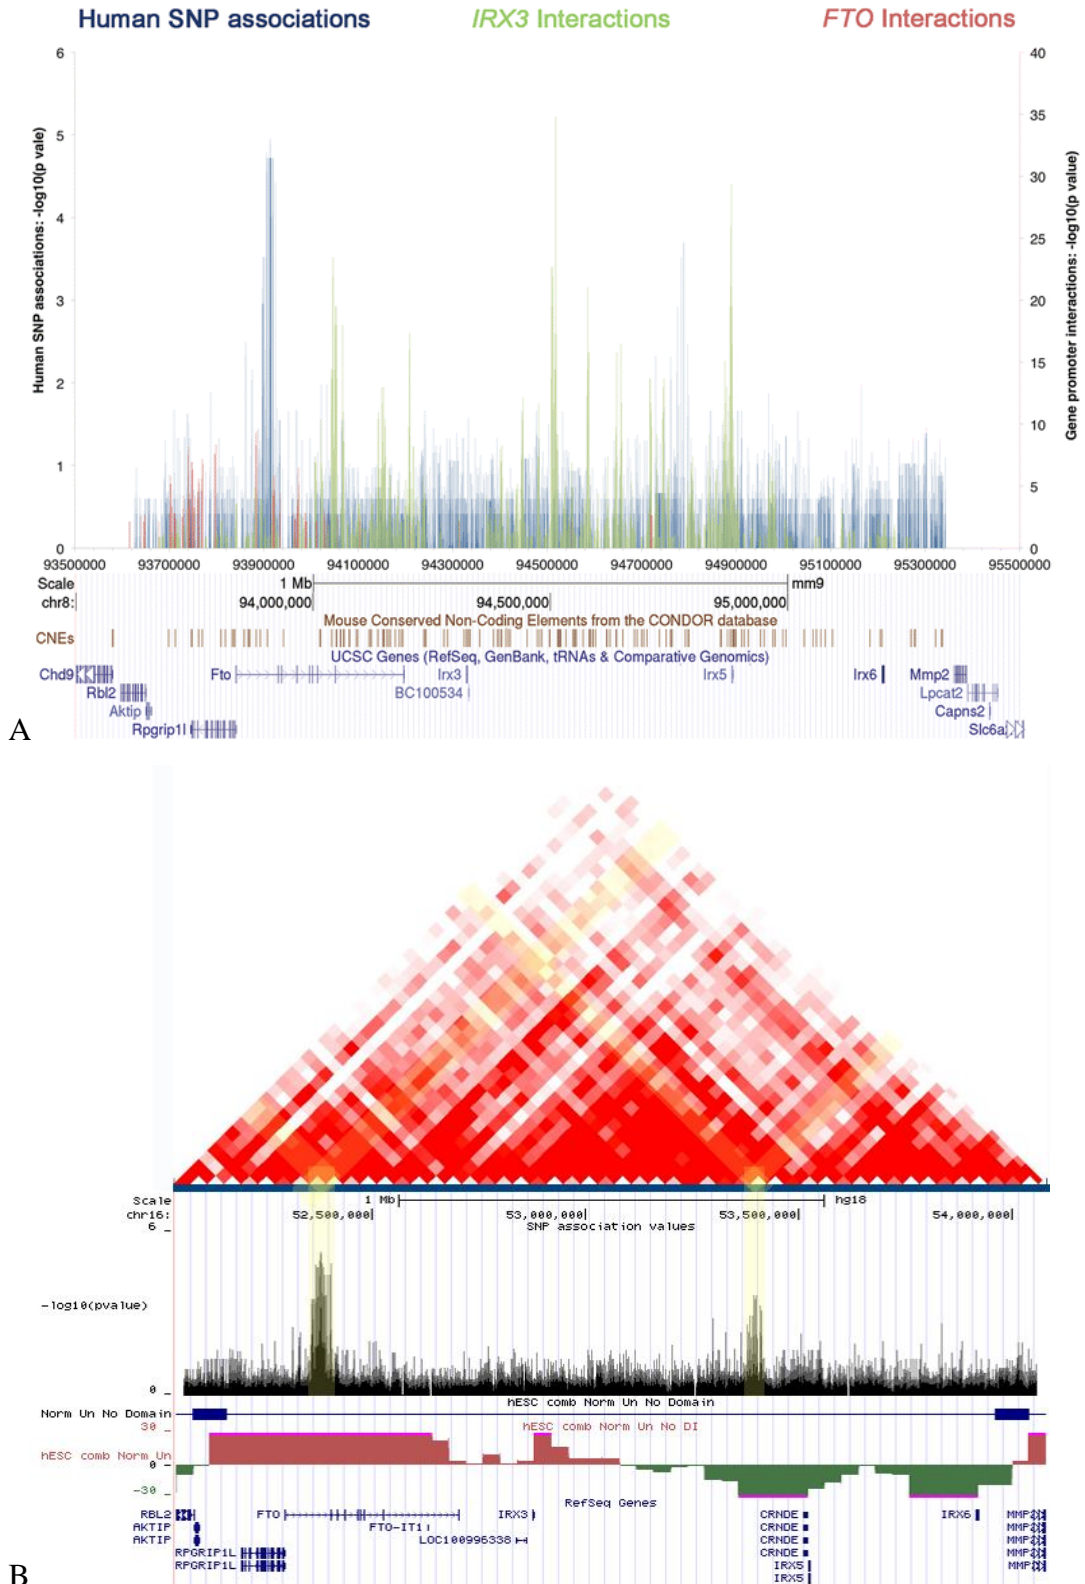 Human SNP associations IRX3 Interactions FTO Interactions
6 40
35
5
30
4
25
3 20
15
2
10
1
5
0 0
Human SNP associations: -log10(p vale)
Gene promoter interactions: -log10(p value)
93500000 93700000 93900000 94100000 94300000 94500000 94700000 94900000 95100000 95300000 95500000
Scale 1 Mb mm9
chr8: 94,000,000 94,500,000 95,000,000
Mouse Conserved Non-Coding Elements from the CONDOR database
CNEs
UCSC Genes (RefSeq, GenBank, tRNAs & Comparative Genomics)
Chd9 Fto Irx3 Irx5 Irx6 Mmp2
Rbl2 BC100534 Lpcat2
Aktip Capns2
Rpgrip1l Slc6a
A
Scale 1 Mb hg18
chr16: 52,500,000 53,000,000 53,500,000 54,000,000
6 _ SNP association values
-log10(pvalue)
0 _
hESC comb Norm Un No Domain
Norm Un No Domain
30 _ hESC comb Norm Un No DI
hESC comb Norm Un
0 _
-30 _
RefSeq Genes
RBL2 FTO IRX3 CRNDE IRX6 MMP2
AKTIP FTO-IT1 CRNDE MMP2
AKTIP LOC100996338 CRNDE MMP2
RPGRIP1L CRNDE MMP2
RPGRIP1L IRX5 MMP2
B IRX5